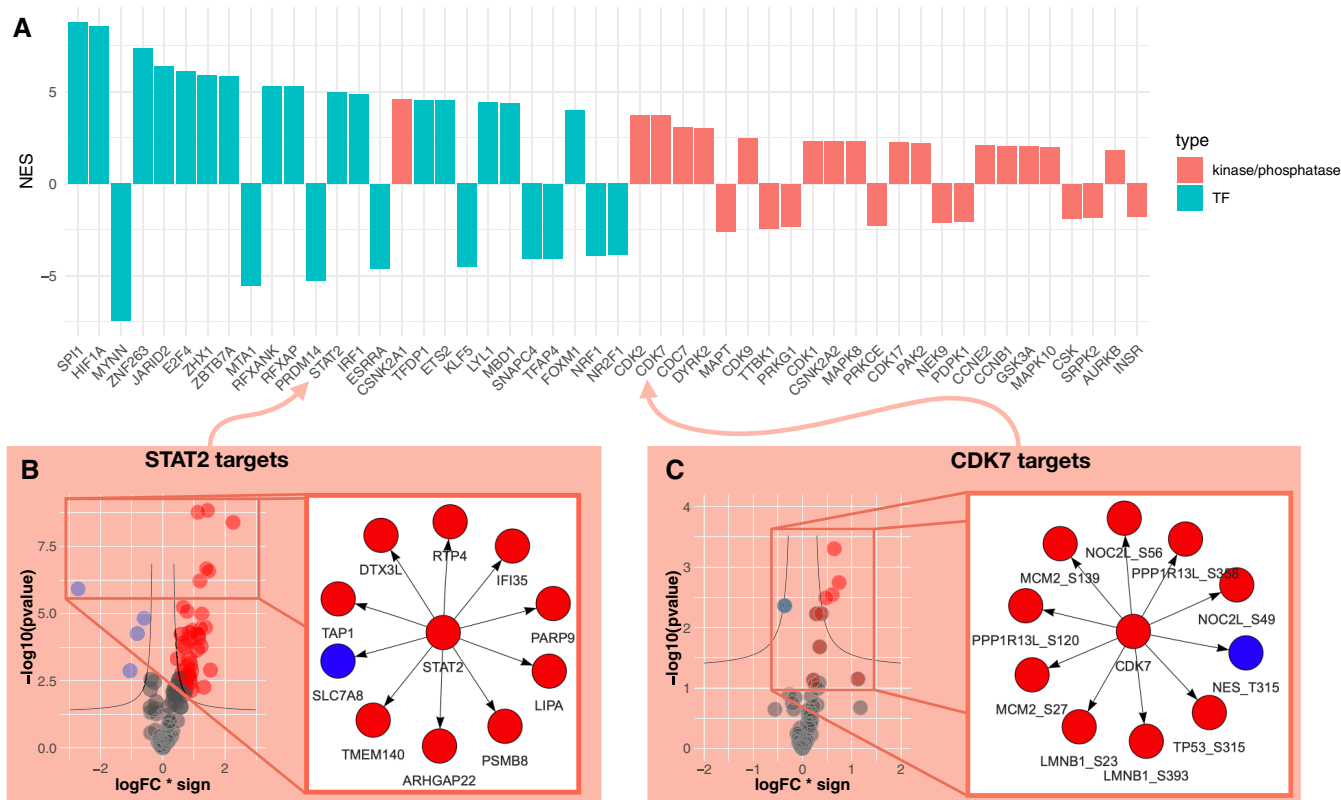 A
NES
5
0
−5
SPI1
HIF1A
MYNN
ZNF263
JARID2
E2F4
ZHX1
ZBTB7A
MTA1
RFXANK
RFXAP
PRDM14
STAT2
IRF1
ESRRA
CSNK2A1
TFDP1
ETS2
KLF5
LYL1
MBD1
SNAPC4
TFAP4
FOXM1
NRF1
NR2F1
CDK2
CDK7
CDC7
DYRK2
MAPT
CDK9
TTBK1
PRKG1
CDK1
CSNK2A2
MAPK8
PRKCE
CDK17
PAK2
NEK9
PDPK1
CCNE2
CCNB1
GSK3A
MAPK10
CSK
SRPK2
AURKB
INSR
type
kinase/phosphatase
TF
B
STAT2 targets
−log10(pvalue)
7.5
5.0
2.5
0.0
−2
0
2
logFC * sign
DTX3L
RTP4
IFI35
TAP1
PARP9
STAT2
SLC7A8
LIPA
TMEM140
PSMB8
ARHGAP22
C
CDK7 targets
−log10(pvalue)
4
3
2
1
0
−2
−1
0
1
2
logFC * sign
NOC2L_S56
MCM2_S139
PPP1R13L_S358
NOC2L_S49
PPP1R13L_S120
CDK7
NES_T315
MCM2_S27
TP53_S315
LMNB1_S23
LMNB1_S393